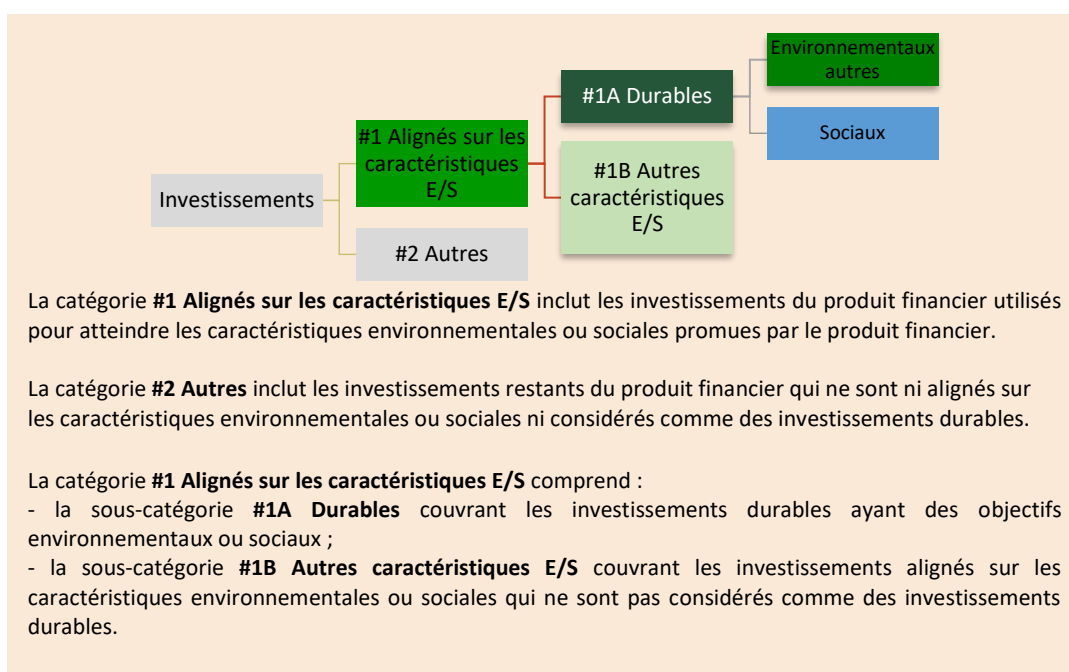 Environnementaux
autres
#1A Durables
Sociaux
#1 Alignés sur les
caractéristiques
E/S
#1B Autres
caractéristiques
E/S
Investissements
#2 Autres
La catégorie #1 Alignés sur les caractéristiques E/S inclut les investissements du produit financier utilisés
pour atteindre les caractéristiques environnementales ou sociales promues par le produit financier.
La catégorie #2 Autres inclut les investissements restants du produit financier qui ne sont ni alignés sur
les caractéristiques environnementales ou sociales ni considérés comme des investissements durables.
La catégorie #1 Alignés sur les caractéristiques E/S comprend :
- la sous-catégorie #1A Durables couvrant les investissements durables ayant des objectifs
environnementaux ou sociaux ;
- la sous-catégorie #1B Autres caractéristiques E/S couvrant les investissements alignés sur les
caractéristiques environnementales ou sociales qui ne sont pas considérés comme des investissements
durables.